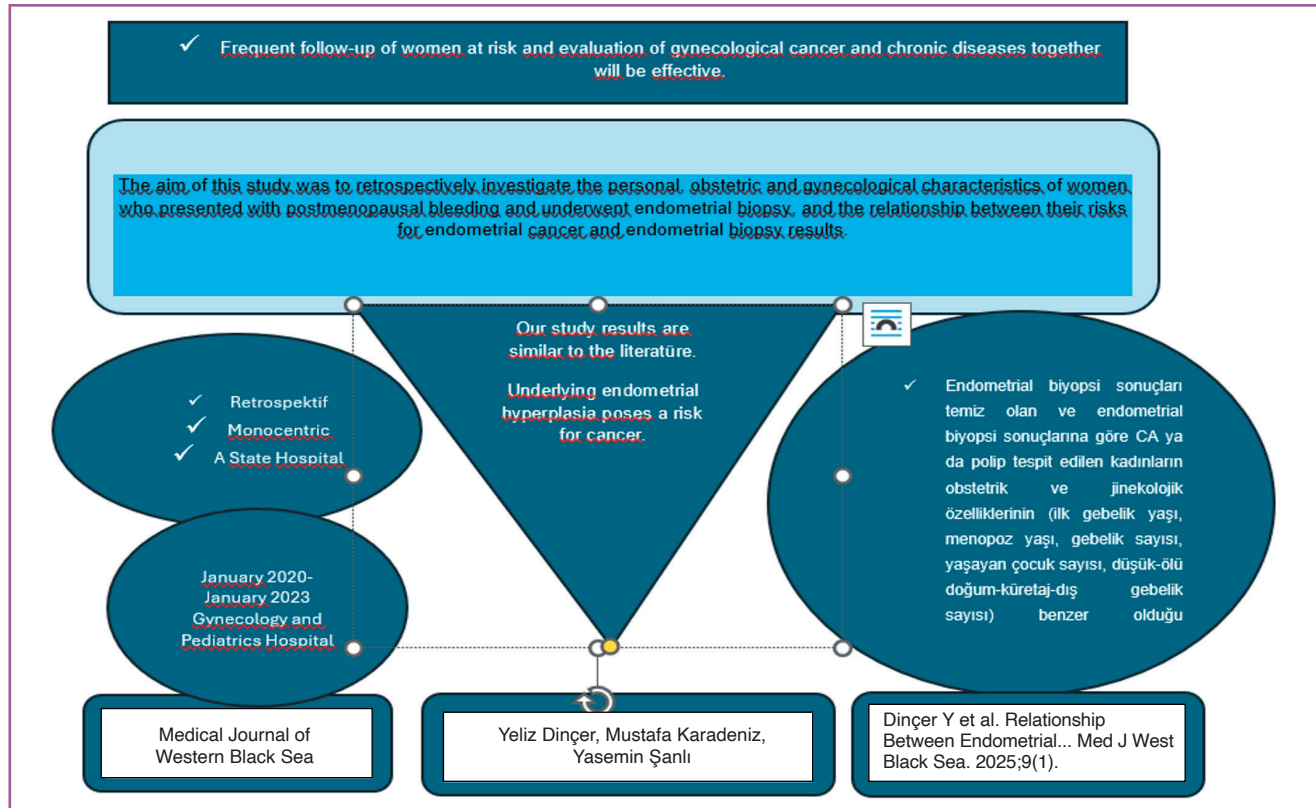 ✓ Frequent follow-up of women at risk and evaluation of gynecological cancer and chronic diseases together
will be effective.
The aim of this study was to retrospectively investigate the personal, obstetric and gynecological characteristics of women
who presented with postmenopausal bleeding and underwent endometrial biopsy, and the relationship between their risks
for endometrial cancer and endometrial biopsy results.
Our study results are
similar to the literatüre.
Underlying endometrial
hyperplasia poses a risk
for cancer.
✓ Retrospektif
✓ Monocentric
✓ A State Hospital
January 2020-
January 2023
Gynecology and
Pediatrics Hospital
✓ Endometrial biyopsi sonuçları
temiz olan ve endometrial
biyopsi sonuçlarına göre CA ya
da polip tespit edilen kadınların
obstetrik ve jinekolojik
özelliklerinin (ilk gebelik yaşı,
menopoz yaşı, gebelik sayısı,
yaşayan çocuk sayısı, düşük-ölü
doğum-küretaj-dış gebelik
sayısı) benzer olduğu
Medical Journal of
Western Black Sea
Yeliz Dinçer, Mustafa Karadeniz,
Yasemin Şanlı
Dinçer Y et al. Relationship
Between Endometrial... Med J West
Black Sea. 2025;9(1).